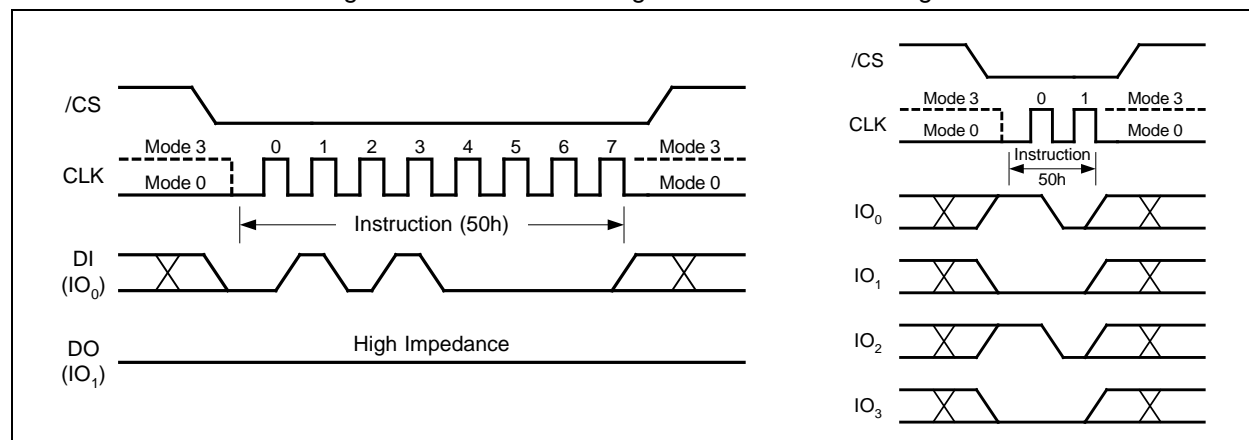 /CS
Mode 3 0 1 2 3 4 5 6 7 Mode 3
CLK Mode 0 Mode 0
Instruction (50h)
DI
(IO0)
DO High Impedance
(IO1)
/CS
Mode 3 0 1 Mode 3
CLK Mode 0 Mode 0
Instruction
50h
IO0
IO1
IO2
IO3